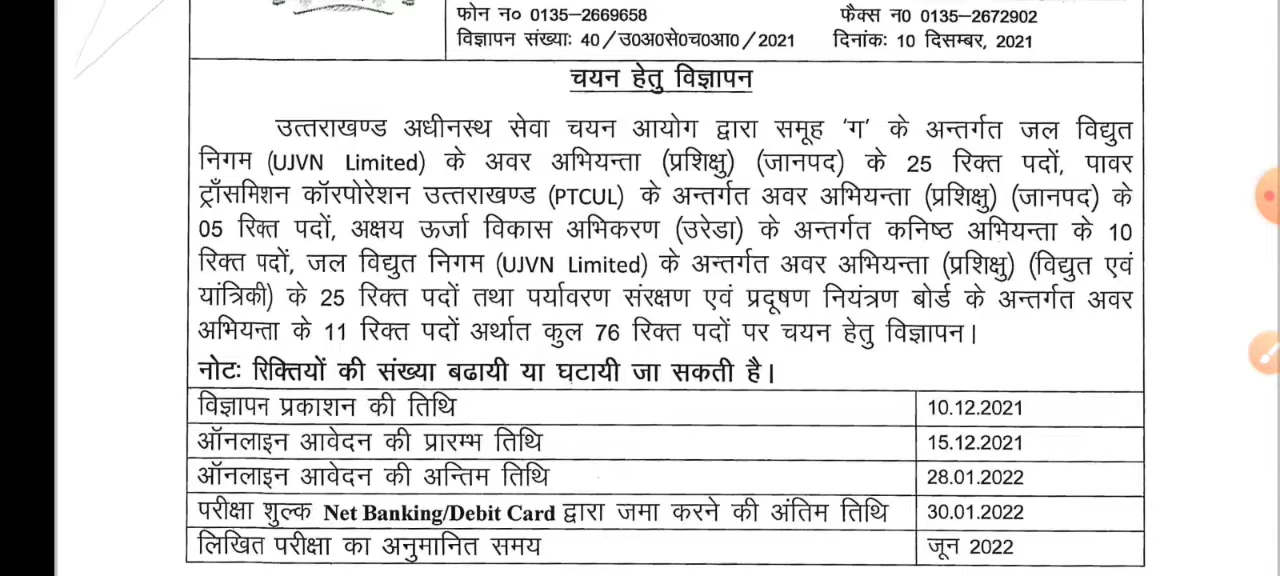 फोन न० 0135-2669658
फैक्स न0 0135-2672902
विज्ञापन संख्याः 40/उ0अ0से0च0आ0/2021
दिनांकः 10 दिसम्बर, 2021
चयन हेतु विज्ञापन
उत्तराखण्ड अधीनस्थ सेवा चयन आयोग द्वारा समूह 'ग' के अन्तर्गत जल विद्युत
निगम (UJVN Limited) के अवर अभियन्ता (प्रशिक्षु) (जानपद) के 25 रिक्त पदों, पावर
ट्राँसमिशन कॉरपोरेशन उत्तराखण्ड (PTCUL) के अन्तर्गत अवर अभियन्ता (प्रशिक्षु) (जानपद) के
05 रिक्त पदों, अक्षय ऊर्जा विकास अभिकरण (उरेडा) के अन्तर्गत कनिष्ठ अभियन्ता के 10
रिक्त पदों, जल विद्युत निगम (UJVN Limited) के अन्तर्गत अवर अभियन्ता (प्रशिक्षु) (विद्युत एवं
यांत्रिकी) के 25 रिक्त पदों तथा पर्यावरण संरक्षण एवं प्रदूषण नियंत्रण बोर्ड के अन्तर्गत अवर
अभियन्ता के 11 रिक्त पदों अर्थात कुल 76 रिक्त पदों पर चयन हेतु विज्ञापन।
नोटः रिक्तियों की संख्या बढायी या घटायी जा सकती है।
विज्ञापन प्रकाशन की तिथि 10.12.2021
ऑनलाइन आवेदन की प्रारम्भ तिथि 15.12.2021
ऑनलाइन आवेदन की अन्तिम तिथि 28.01.2022
परीक्षा शुल्क Net Banking/Debit Card द्वारा जमा करने की अंतिम तिथि 30.01.2022
लिखित परीक्षा का अनुमानित समय जून 2022